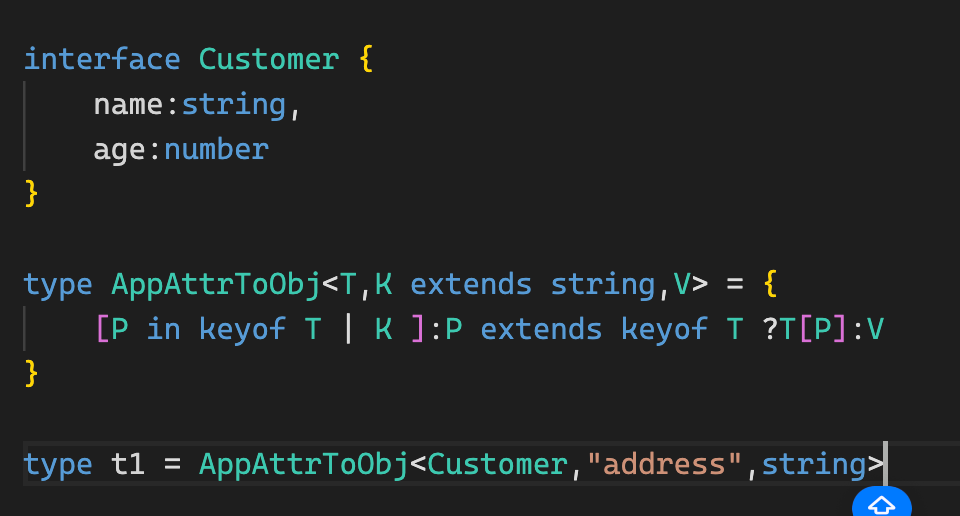 interface Customer {
    name:string,
    age:number
}
type AppAttrToObj<T,K extends string,V> = {
    [P in keyof T | K ]:P extends keyof T ?T[P]:V
}
type t1 = AppAttrToObj<Customer,"address",string>